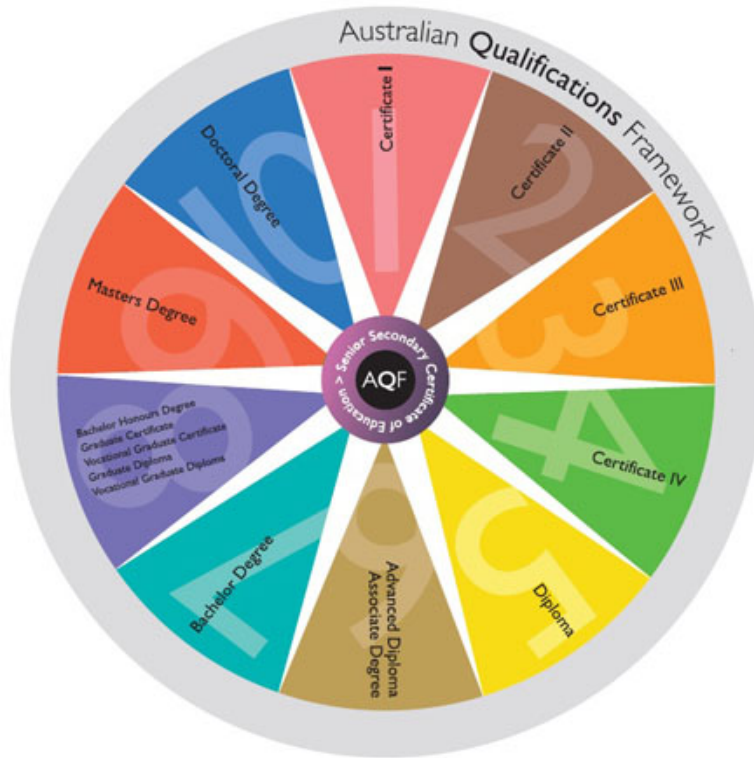 Australian Qualifications Framework
Certificate I
1
Certificate II
2
Certificate III
3
Certificate IV
4
Diploma
5
Advanced Diploma
Associate Degree
6
Bachelor Degree
7
Bachelor Honours Degree
Graduate Certificate
Vocational Graduate Certificate
Graduate Diploma
Vocational Graduate Diploma
8
Masters Degree
9
Doctoral Degree
10
Senior Secondary Certificate of Education >
AQF